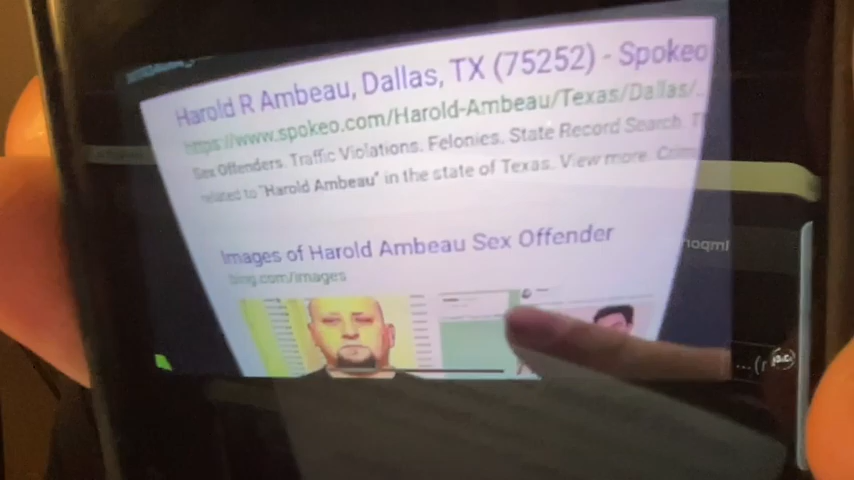 Harold R Ambeau, Dallas, TX (75252) - Spokeo
https://www.spokeo.com/Harold-Ambeau/Texas/Dallas/...
Sex Offenders. Traffic Violations. Felonies. State Record Search. T
related to "Harold Ambeau" in the state of Texas. View more. Crim
Images of Harold Ambeau Sex Offender
bing.com/images